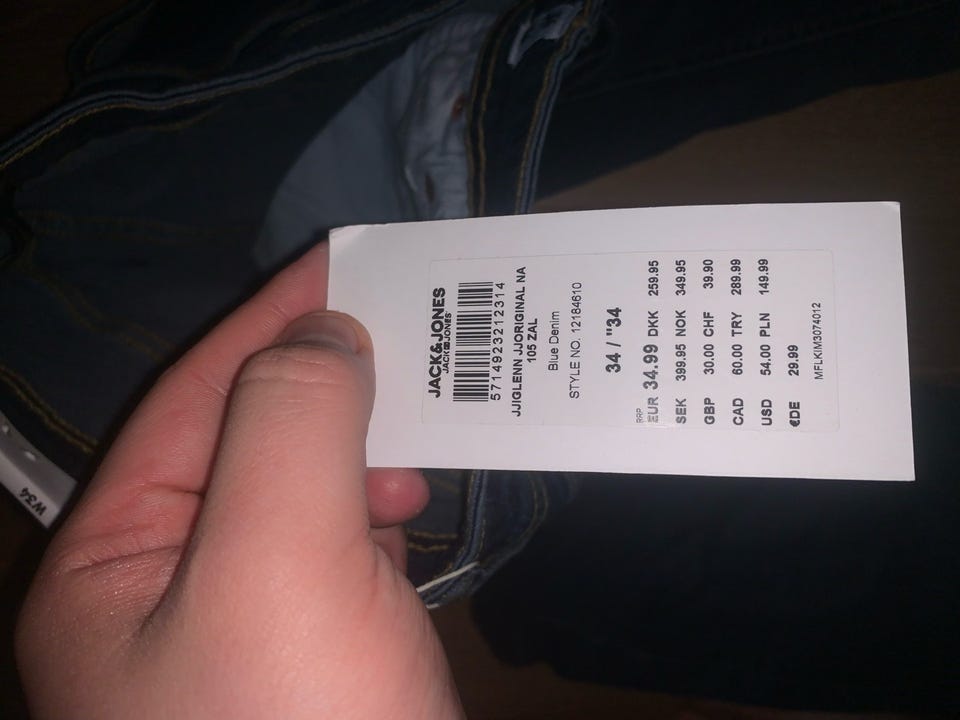 JACK&JONES
JACK&JONES
5714923212314
JJIGLENN JJORIGINAL NA
105 ZAL
Blue Denim
STYLE NO. 12184610
34 / "34
RRP
EUR 34.99 DKK 259.95
SEK 399.95 NOK 349.95
GBP 30.00 CHF 39.90
CAD 60.00 TRY 289.99
USD 54.00 PLN 149.99
€DE 29.99
MFLKIM3074012
W34